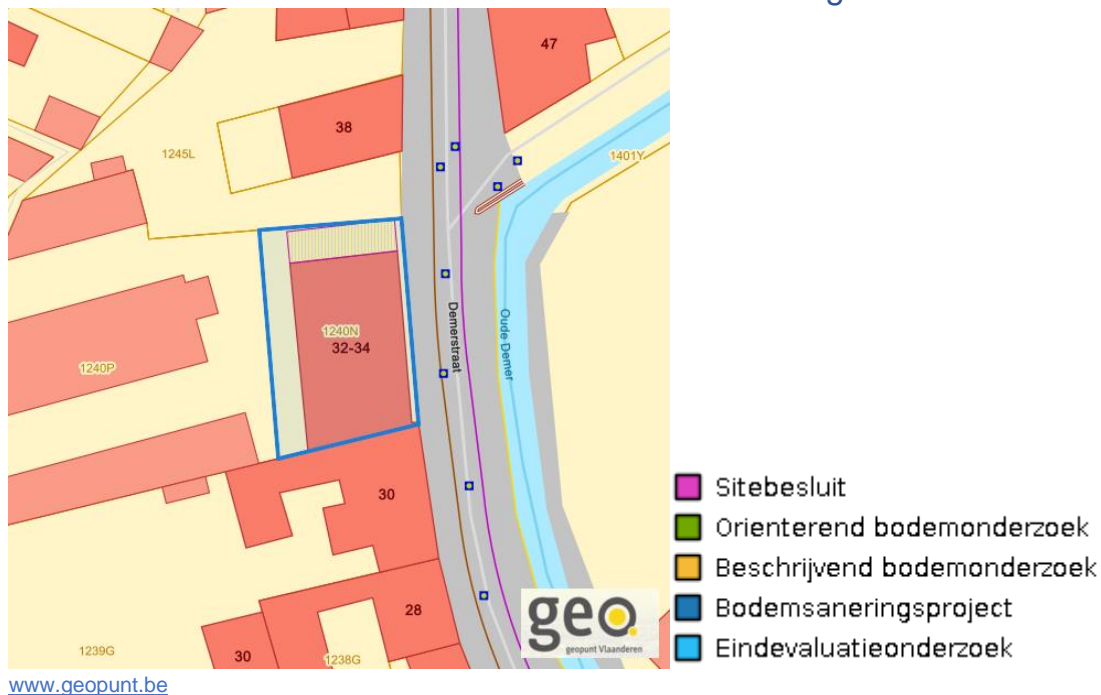 47
38
1245L
1401Y
1240N
32-34
1240P
Demerstraat
Oude Demer
30
28
30
1239G
1238G
geo.
geopunt Vlaanderen
Sitebesluit
Orienterend bodemonderzoek
Beschrijvend bodemonderzoek
Bodemsaneringsproject
Eindevaluatieonderzoek
www.geopunt.be